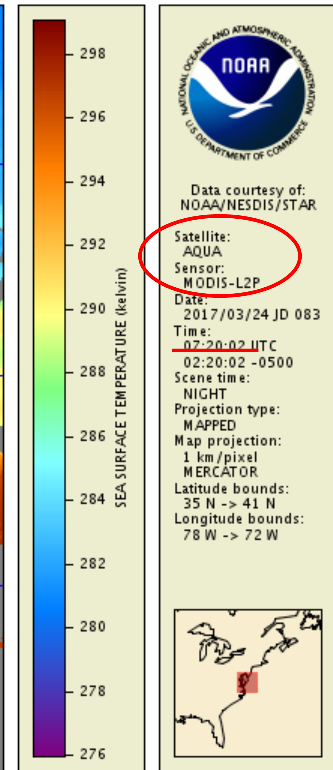 298
296
294
292
290
288
286
284
282
280
278
276
SEA SURFACE TEMPERATURE (kelvin)
NATIONAL OCEANIC AND ATMOSPHERIC ADMINISTRATION
NOAA
U.S. DEPARTMENT OF COMMERCE
Data courtesy of:
NOAA/NESDIS/STAR
Satellite:
AQUA
Sensor:
MODIS-L2P
Date:
2017/03/24 JD 083
Time:
07:20:02 UTC
02:20:02 -0500
Scene time:
NIGHT
Projection type:
MAPPED
Map projection:
1 km/pixel
MERCATOR
Latitude bounds:
35 N -> 41 N
Longitude bounds:
78 W -> 72 W